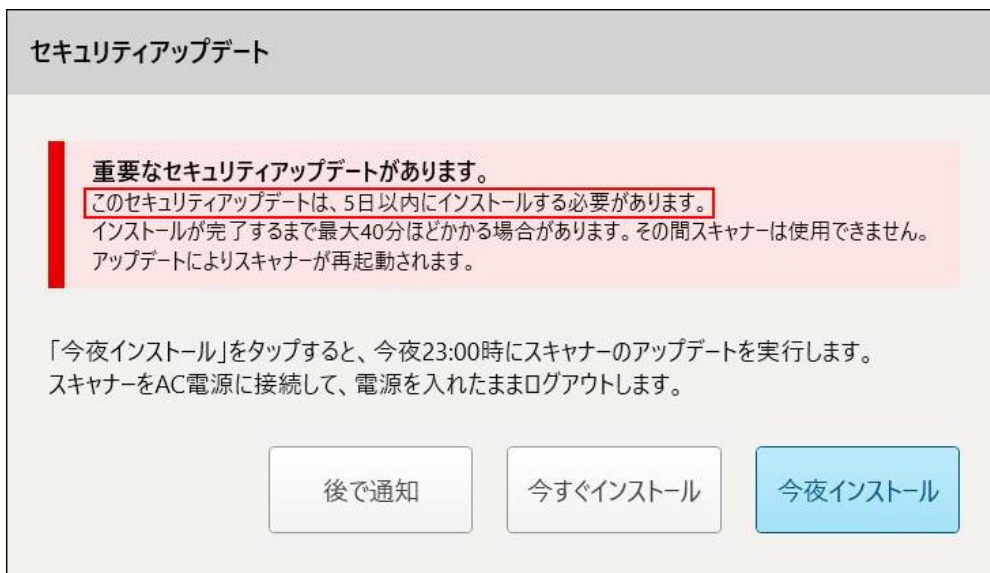 セキュリティアップデート
重要なセキュリティアップデートがあります。
このセキュリティアップデートは、5日以内にインストールする必要があります。
インストールが完了するまで最大40分ほどかかる場合があります。その間スキャナーは使用できません。
アップデートによりスキャナーが再起動されます。
「今夜インストール」をタップすると、今夜23:00時にスキャナーのアップデートを実行します。
スキャナーをAC電源に接続して、電源を入れたままログアウトします。
後で通知
今すぐインストール
今夜インストール